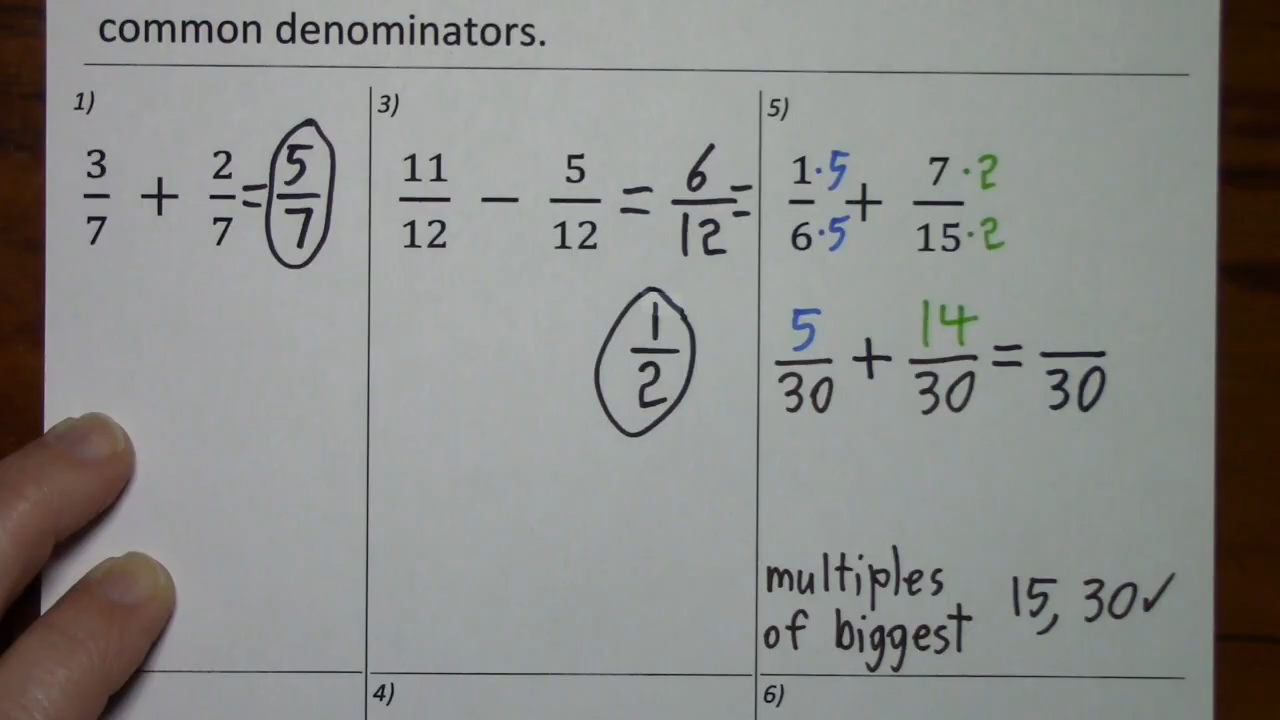 common denominators.
1)
3/7 + 2/7 = 5/7
3)
11/12 − 5/12 = 6/12 =
1/2
5)
1·5/6·5 + 7·2/15·2
5/30 + 14/30 = /30
multiples
of biggest
15, 30✓
4)
6)